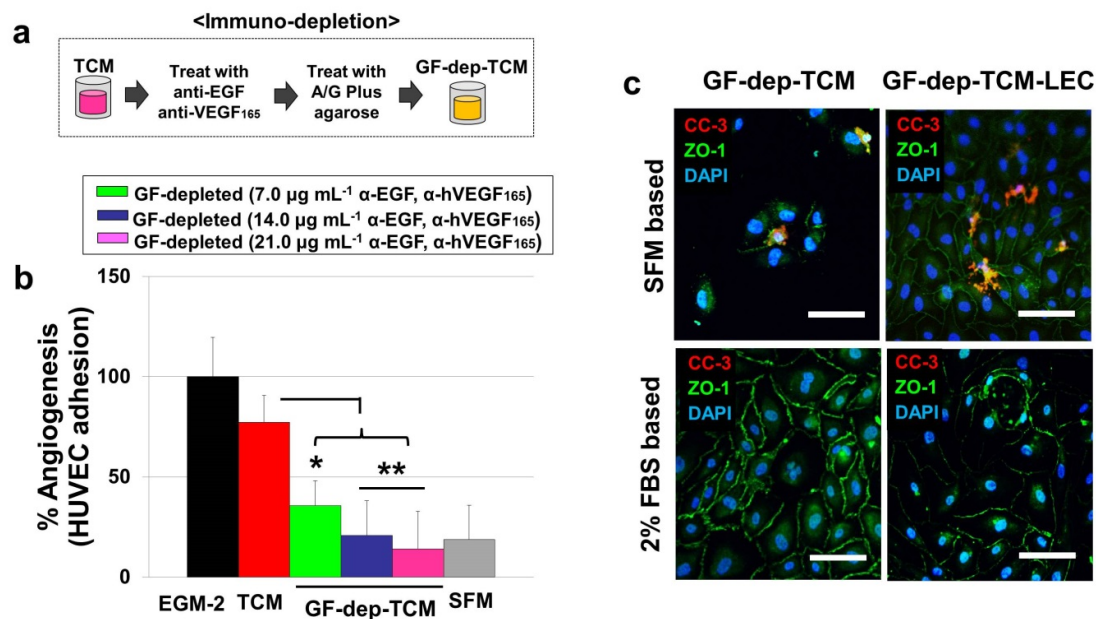 a
<Immuno-depletion>
TCM
Treat with
anti-EGF
anti-VEGF₁₆₅
Treat with
A/G Plus
agarose
GF-dep-TCM
GF-depleted (7.0 µg mL⁻¹ α-EGF, α-hVEGF₁₆₅)
GF-depleted (14.0 µg mL⁻¹ α-EGF, α-hVEGF₁₆₅)
GF-depleted (21.0 µg mL⁻¹ α-EGF, α-hVEGF₁₆₅)
b
% Angiogenesis
(HUVEC adhesion)
150
100
50
0
*
**
EGM-2
TCM
GF-dep-TCM
SFM
c
GF-dep-TCM
GF-dep-TCM-LEC
SFM based
CC-3
ZO-1
DAPI
CC-3
ZO-1
DAPI
2% FBS based
CC-3
ZO-1
DAPI
CC-3
ZO-1
DAPI